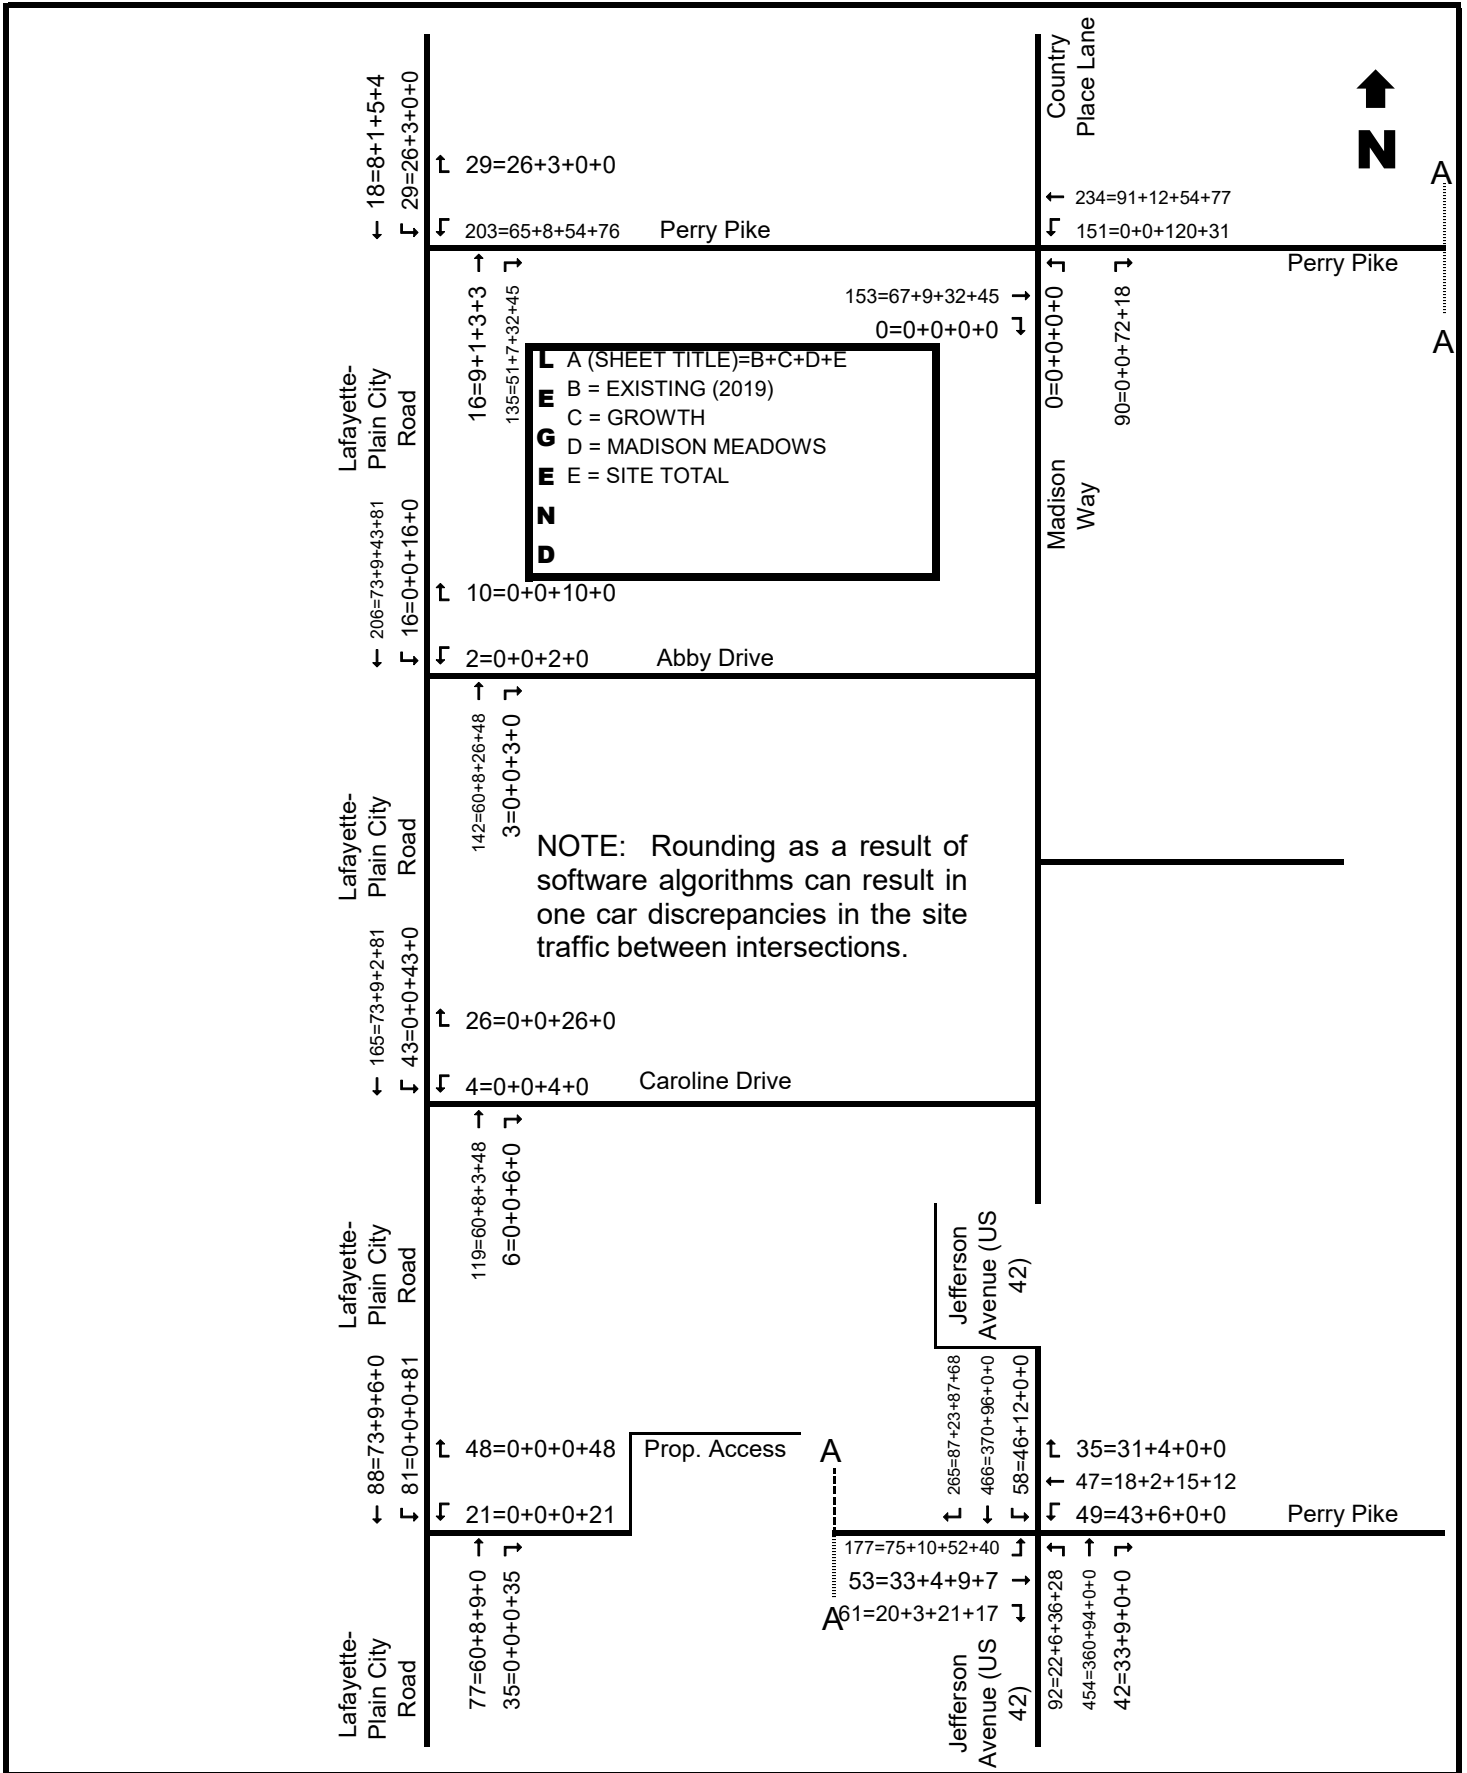 18=8+1+5+4
29=26+3+0+0
29=26+3+0+0
203=65+8+54+76
Perry Pike
Country
Place Lane
N
A
234=91+12+54+77
151=0+0+120+31
Perry Pike
A
16=9+1+3+3
135=51+7+32+45
153=67+9+32+45
0=0+0+0+0
0=0+0+0+0
90=0+0+72+18
Lafayette-
Plain City
Road
LEGEND
A (SHEET TITLE)=B+C+D+E
B = EXISTING (2019)
C = GROWTH
D = MADISON MEADOWS
E = SITE TOTAL
Madison
Way
206=73+9+43+81
16=0+0+16+0
10=0+0+10+0
2=0+0+2+0
Abby Drive
142=60+8+26+48
3=0+0+3+0
Lafayette-
Plain City
Road
NOTE: Rounding as a result of
software algorithms can result in
one car discrepancies in the site
traffic between intersections.
165=73+9+2+81
43=0+0+43+0
26=0+0+26+0
4=0+0+4+0
Caroline Drive
119=60+8+3+48
6=0+0+6+0
Lafayette-
Plain City
Road
Jefferson
Avenue (US
42)
88=73+9+6+0
81=0+0+0+81
48=0+0+0+48
Prop. Access
21=0+0+0+21
A
265=87+23+87+68
466=370+96+0+0
58=46+12+0+0
35=31+4+0+0
47=18+2+15+12
49=43+6+0+0
Perry Pike
77=60+8+9+0
35=0+0+0+35
Lafayette-
Plain City
Road
177=75+10+52+40
53=33+4+9+7
A
61=20+3+21+17
Jefferson
Avenue (US
42)
92=22+6+36+28
454=360+94+0+0
42=33+9+0+0